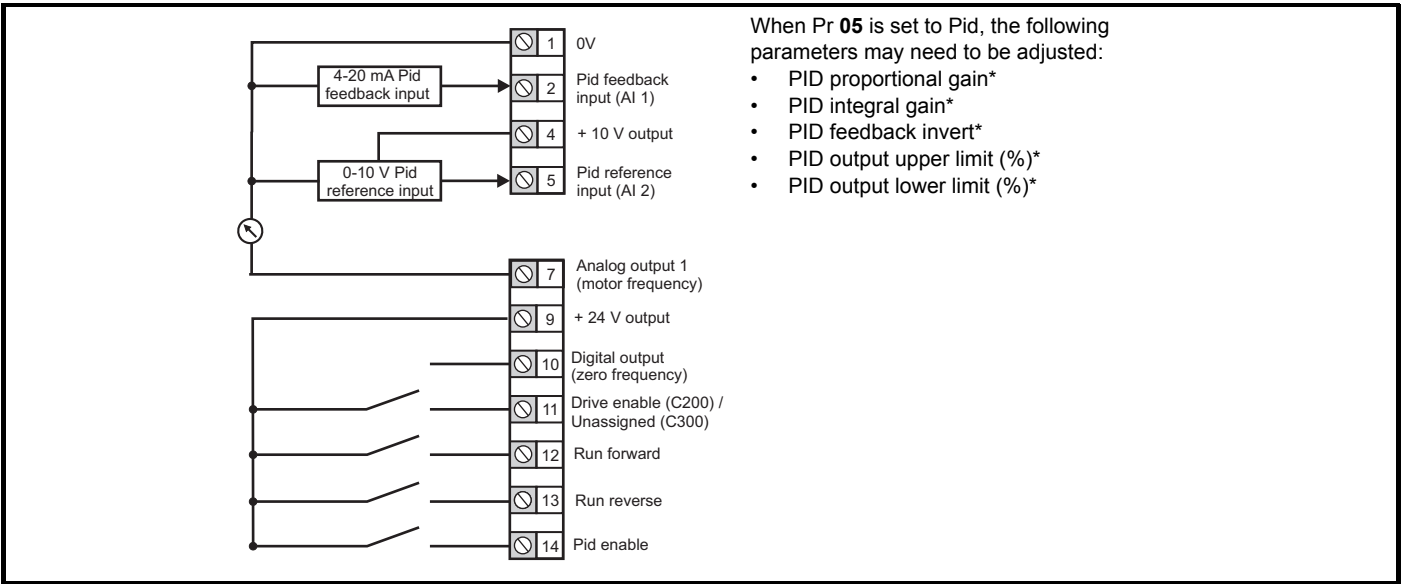 1 0V
4-20 mA Pid
feedback input
2 Pid feedback
input (AI 1)
4 + 10 V output
0-10 V Pid
reference input
5 Pid reference
input (AI 2)
7 Analog output 1
(motor frequency)
9 + 24 V output
10 Digital output
(zero frequency)
11 Drive enable (C200) /
Unassigned (C300)
12 Run forward
13 Run reverse
14 Pid enable
When Pr 05 is set to Pid, the following
parameters may need to be adjusted:
• PID proportional gain*
• PID integral gain*
• PID feedback invert*
• PID output upper limit (%)*
• PID output lower limit (%)*